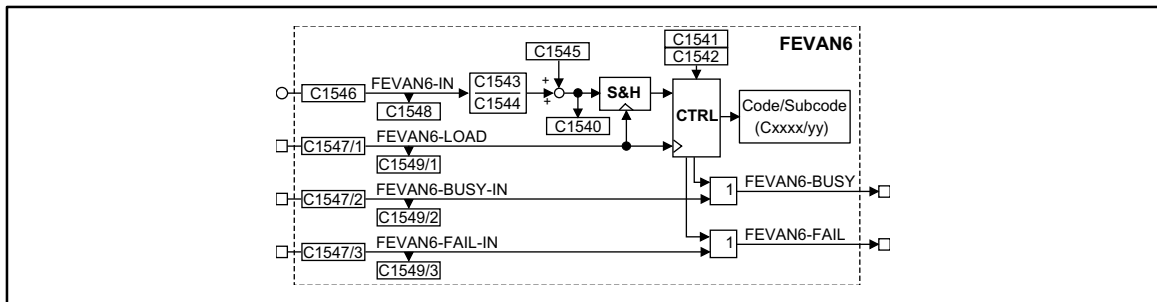 FEVAN6
C1541
C1542
C1545
C1546
FEVAN6-IN
C1548
C1543
C1544
+
+
C1540
S&H
CTRL
Code/Subcode
(Cxxxx/yy)
C1547/1
FEVAN6-LOAD
C1549/1
C1547/2
FEVAN6-BUSY-IN
C1549/2
1
FEVAN6-BUSY
C1547/3
FEVAN6-FAIL-IN
C1549/3
1
FEVAN6-FAIL